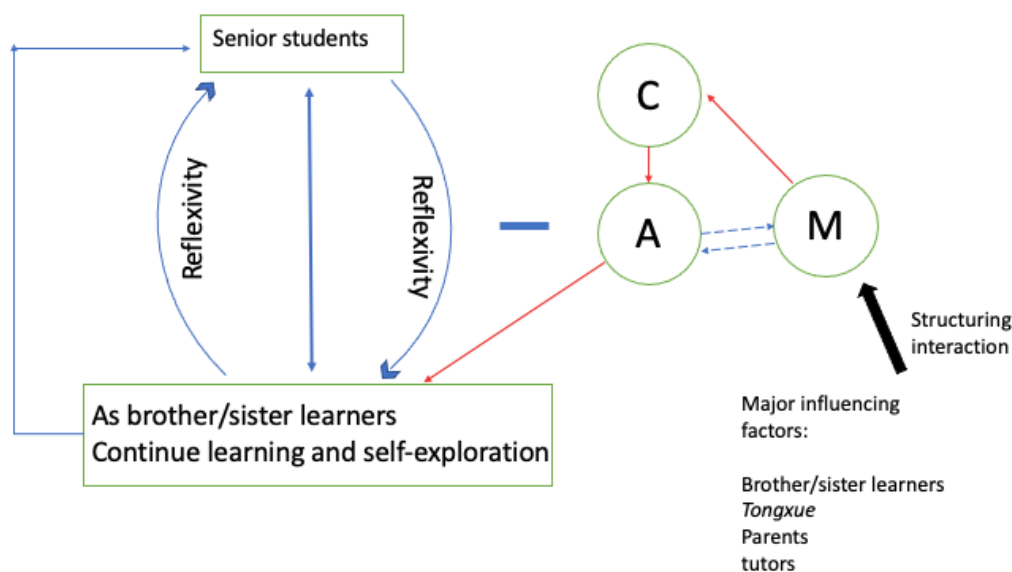 Senior students
Reflexivity
Reflexivity
As brother/sister learners
Continue learning and self-exploration
C
A
M
Structuring
interaction
Major influencing
factors:
Brother/sister learners
Tongxue
Parents
tutors